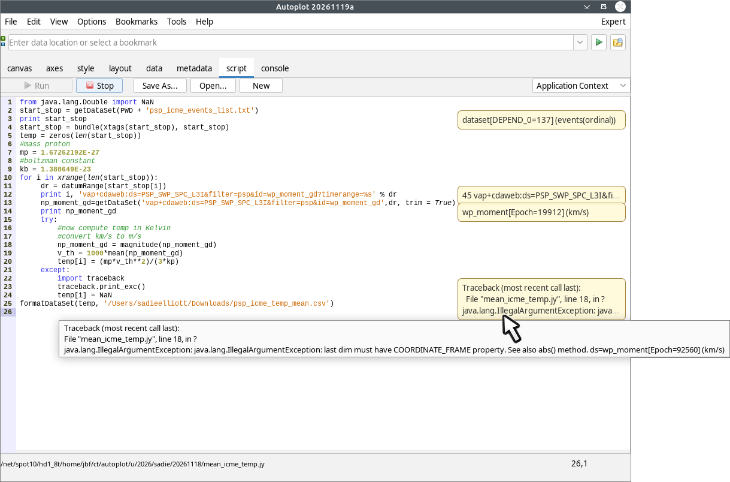 Autoplot 20261119a
File Edit View Options Bookmarks Tools Help Expert
Enter data location or select a bookmark
canvas axes style layout data metadata script console
Run Stop Save As... Open... New Application Context
1 from java.lang.Double import NaN
2 start_stop = getDataSet(PWD + 'psp_icme_events_list.txt')
3 print start_stop
dataset[DEPEND_0=137] (events(ordinal))
4 start_stop = bundle(xtags(start_stop), start_stop)
5 temp = zeros(len(start_stop))
6 #mass proton
7 mp = 1.67262192E-27
8 #boltzman constant
9 kb = 1.380649E-23
10 for i in xrange(len(start_stop)):
11 dr = datumRange(start_stop[i])
12 print i, 'vap+cdaweb:ds=PSP_SWP_SPC_L3I&filter=psp&id=wp_moment_gd?timerange=%s' % dr
45 vap+cdaweb:ds=PSP_SWP_SPC_L3I&fi...
13 np_moment_gd=getDataSet('vap+cdaweb:ds=PSP_SWP_SPC_L3I&filter=psp&id=wp_moment_gd',dr, trim = True)
14 print np_moment_gd
wp_moment[Epoch=19912] (km/s)
15 try:
16 #now compute temp in Kelvin
17 #convert km/s to m/s
18 np_moment_gd = magnitude(np_moment_gd)
19 v_th = 1000*mean(np_moment_gd)
20 temp[i] = (mp*v_th**2)/(3*kp)
21 except:
22 import traceback
23 traceback.print_exc()
24 temp[i] = NaN
25 formatDataSet(temp, '/Users/sadieelliott/Downloads/psp_icme_temp_mean.csv')
26
Traceback (most recent call last):
File "mean_icme_temp.jy", line 18, in ?
java.lang.IllegalArgumentException: java...
Traceback (most recent call last):
File "mean_icme_temp.jy", line 18, in ?
java.lang.IllegalArgumentException: java.lang.IllegalArgumentException: last dim must have COORDINATE_FRAME property. See also abs() method. ds=wp_moment[Epoch=92560] (km/s)
/net/spot10/hd1_8t/home/jbf/ct/autoplot/u/2026/sadie/20261118/mean_icme_temp.jy
26,1